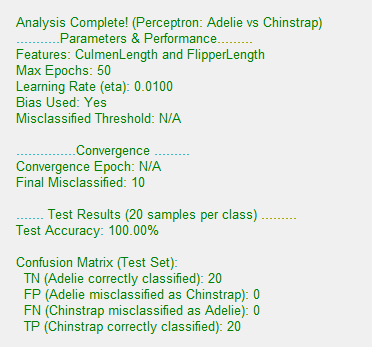 Analysis Complete! (Perceptron: Adelie vs Chinstrap)
...........Parameters & Performance.........
Features: CulmenLength and FlipperLength
Max Epochs: 50
Learning Rate (eta): 0.0100
Bias Used: Yes
Misclassified Threshold: N/A
...............Convergence .........
Convergence Epoch: N/A
Final Misclassified: 10
....... Test Results (20 samples per class) .........
Test Accuracy: 100.00%
Confusion Matrix (Test Set):
TN (Adelie correctly classified): 20
FP (Adelie misclassified as Chinstrap): 0
FN (Chinstrap misclassified as Adelie): 0
TP (Chinstrap correctly classified): 20